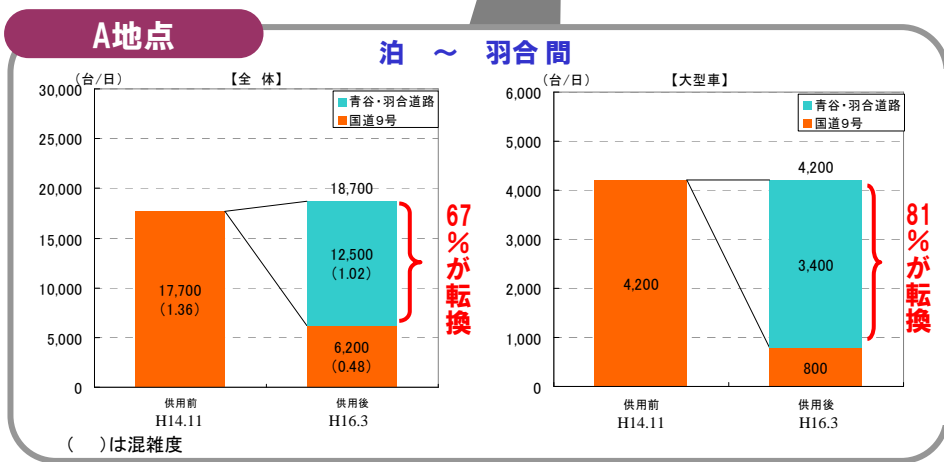 A地点
泊 ～ 羽合間
（台/日）
【全 体】
30,000
25,000
20,000
15,000
10,000
5,000
0
青谷・羽合道路
国道9号
18,700
12,500
（1.02）
17,700
（1.36）
6,200
（0.48）
67%が転換
供用前
H14.11
供用後
H16.3
（ ）は混雑度
（台/日）
【大型車】
6,000
5,000
4,000
3,000
2,000
1,000
0
青谷・羽合道路
国道9号
4,200
3,400
4,200
800
81%が転換
供用前
H14.11
供用後
H16.3